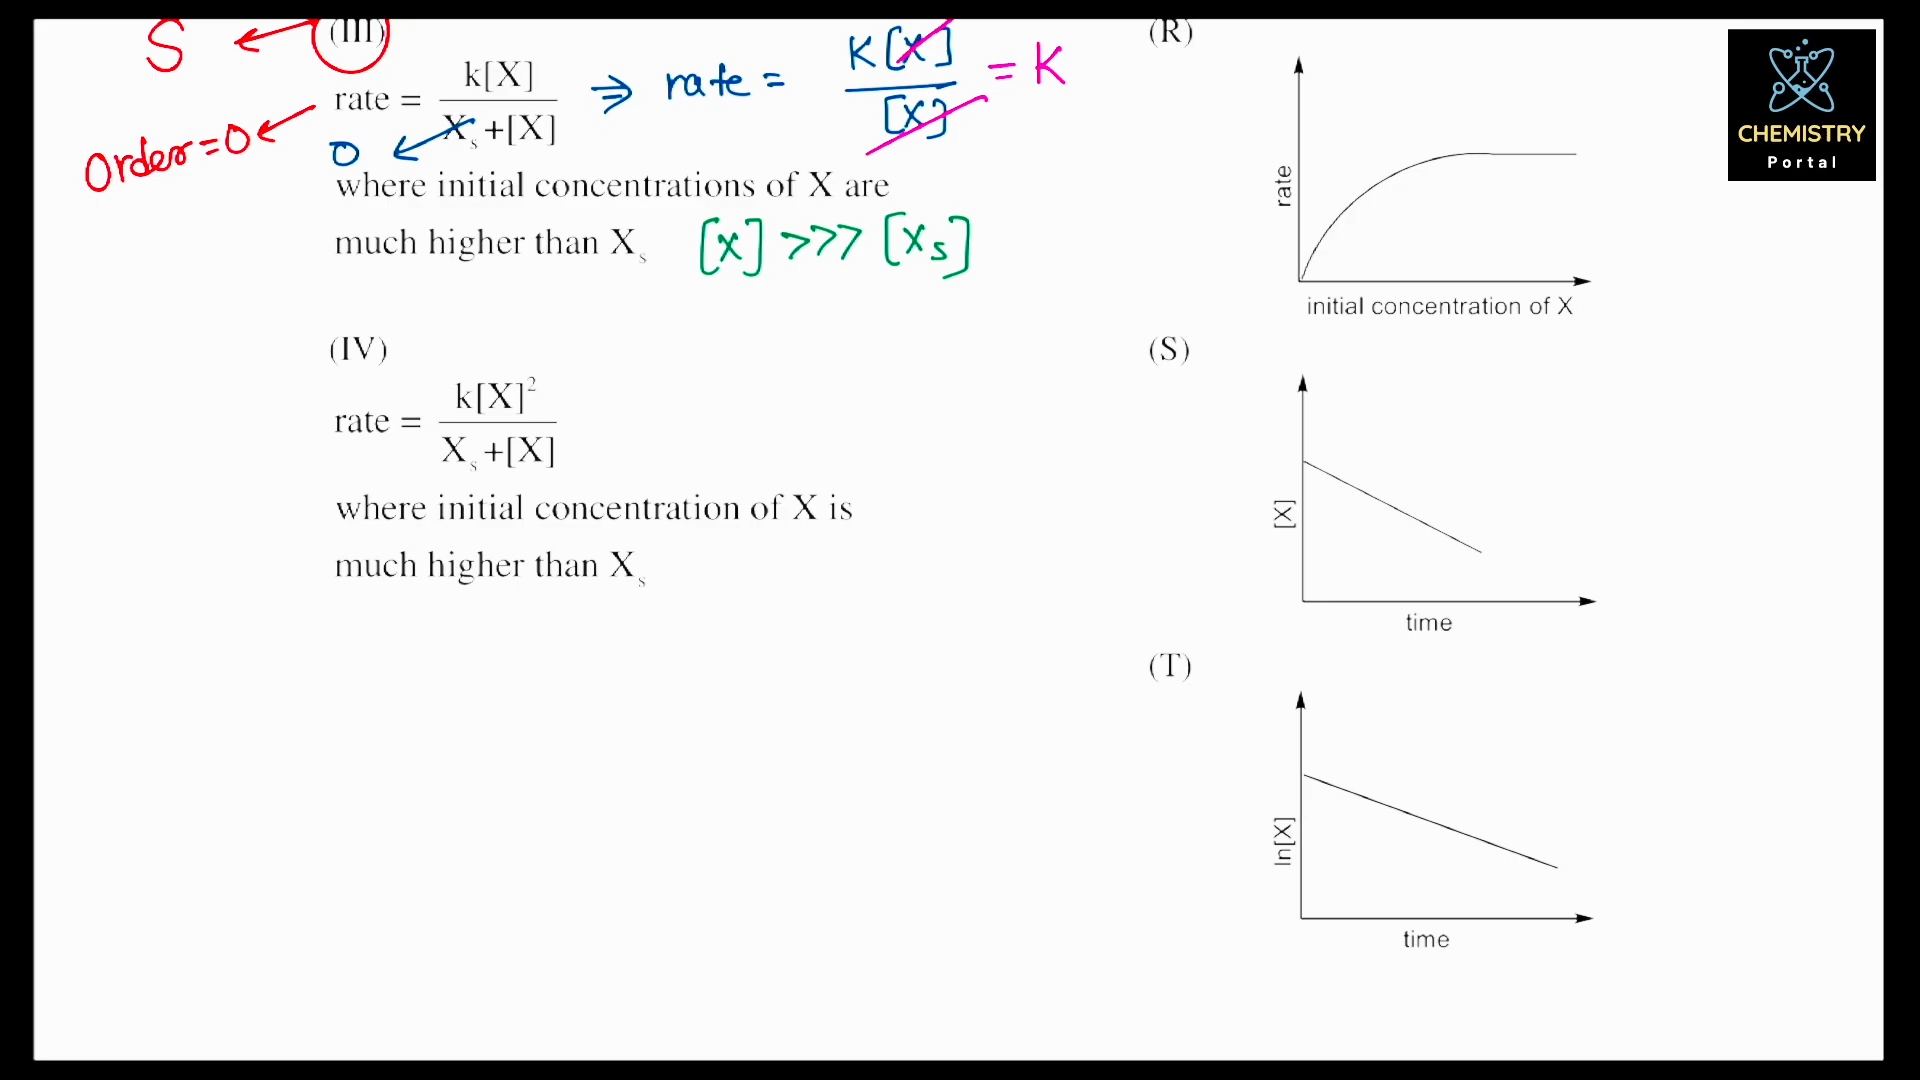 S
(III)
rate = k[X] / X_s +[X] ⇒ rate = K[X] / [X] = K
Order=0
0
where initial concentrations of X are
much higher than X_s [X] >>> [X_s]
(IV)
rate = k[X]² / X_s +[X]
where initial concentration of X is
much higher than X_s
(R)
rate
initial concentration of X
(S)
[X]
time
(T)
ln[X]
time
CHEMISTRY
Portal